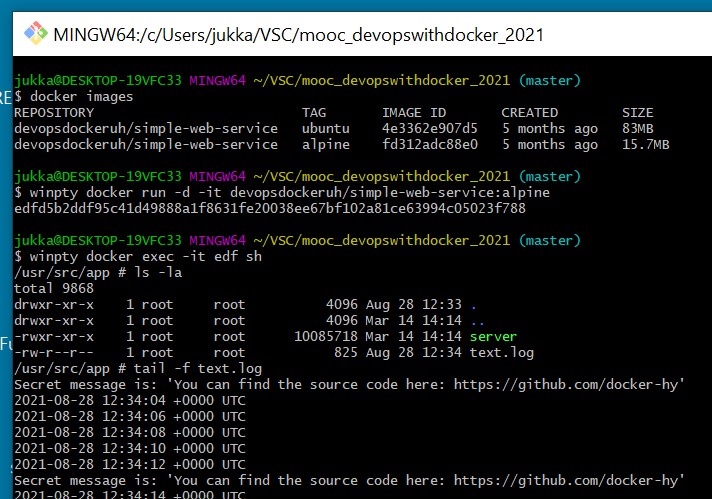 MINGW64:/c/Users/jukka/VSC/mooc_devopswithdocker_2021
jukka@DESKTOP-19VFC33 MINGW64 ~/VSC/mooc_devopswithdocker_2021 (master)
$ docker images
REPOSITORY TAG IMAGE ID CREATED SIZE
devopsdockeruh/simple-web-service ubuntu 4e3362e907d5 5 months ago 83MB
devopsdockeruh/simple-web-service alpine fd312adc88e0 5 months ago 15.7MB
jukka@DESKTOP-19VFC33 MINGW64 ~/VSC/mooc_devopswithdocker_2021 (master)
$ winpty docker run -d -it devopsdockeruh/simple-web-service:alpine
edfd5b2ddf95c41d49888a1f8631fe20038ee67bf102a81ce63994c05023f788
jukka@DESKTOP-19VFC33 MINGW64 ~/VSC/mooc_devopswithdocker_2021 (master)
$ winpty docker exec -it edf sh
/usr/src/app # ls -la
total 9868
drwxr-xr-x 1 root root 4096 Aug 28 12:33 .
drwxr-xr-x 1 root root 4096 Mar 14 14:14 ..
-rwxr-xr-x 1 root root 10085718 Mar 14 14:14 server
-rw-r--r-- 1 root root 825 Aug 28 12:34 text.log
/usr/src/app # tail -f text.log
Secret message is: 'You can find the source code here: https://github.com/docker-hy'
2021-08-28 12:34:04 +0000 UTC
2021-08-28 12:34:06 +0000 UTC
2021-08-28 12:34:08 +0000 UTC
2021-08-28 12:34:10 +0000 UTC
2021-08-28 12:34:12 +0000 UTC
Secret message is: 'You can find the source code here: https://github.com/docker-hy'
2021-08-28 12:34:14 +0000 UTC